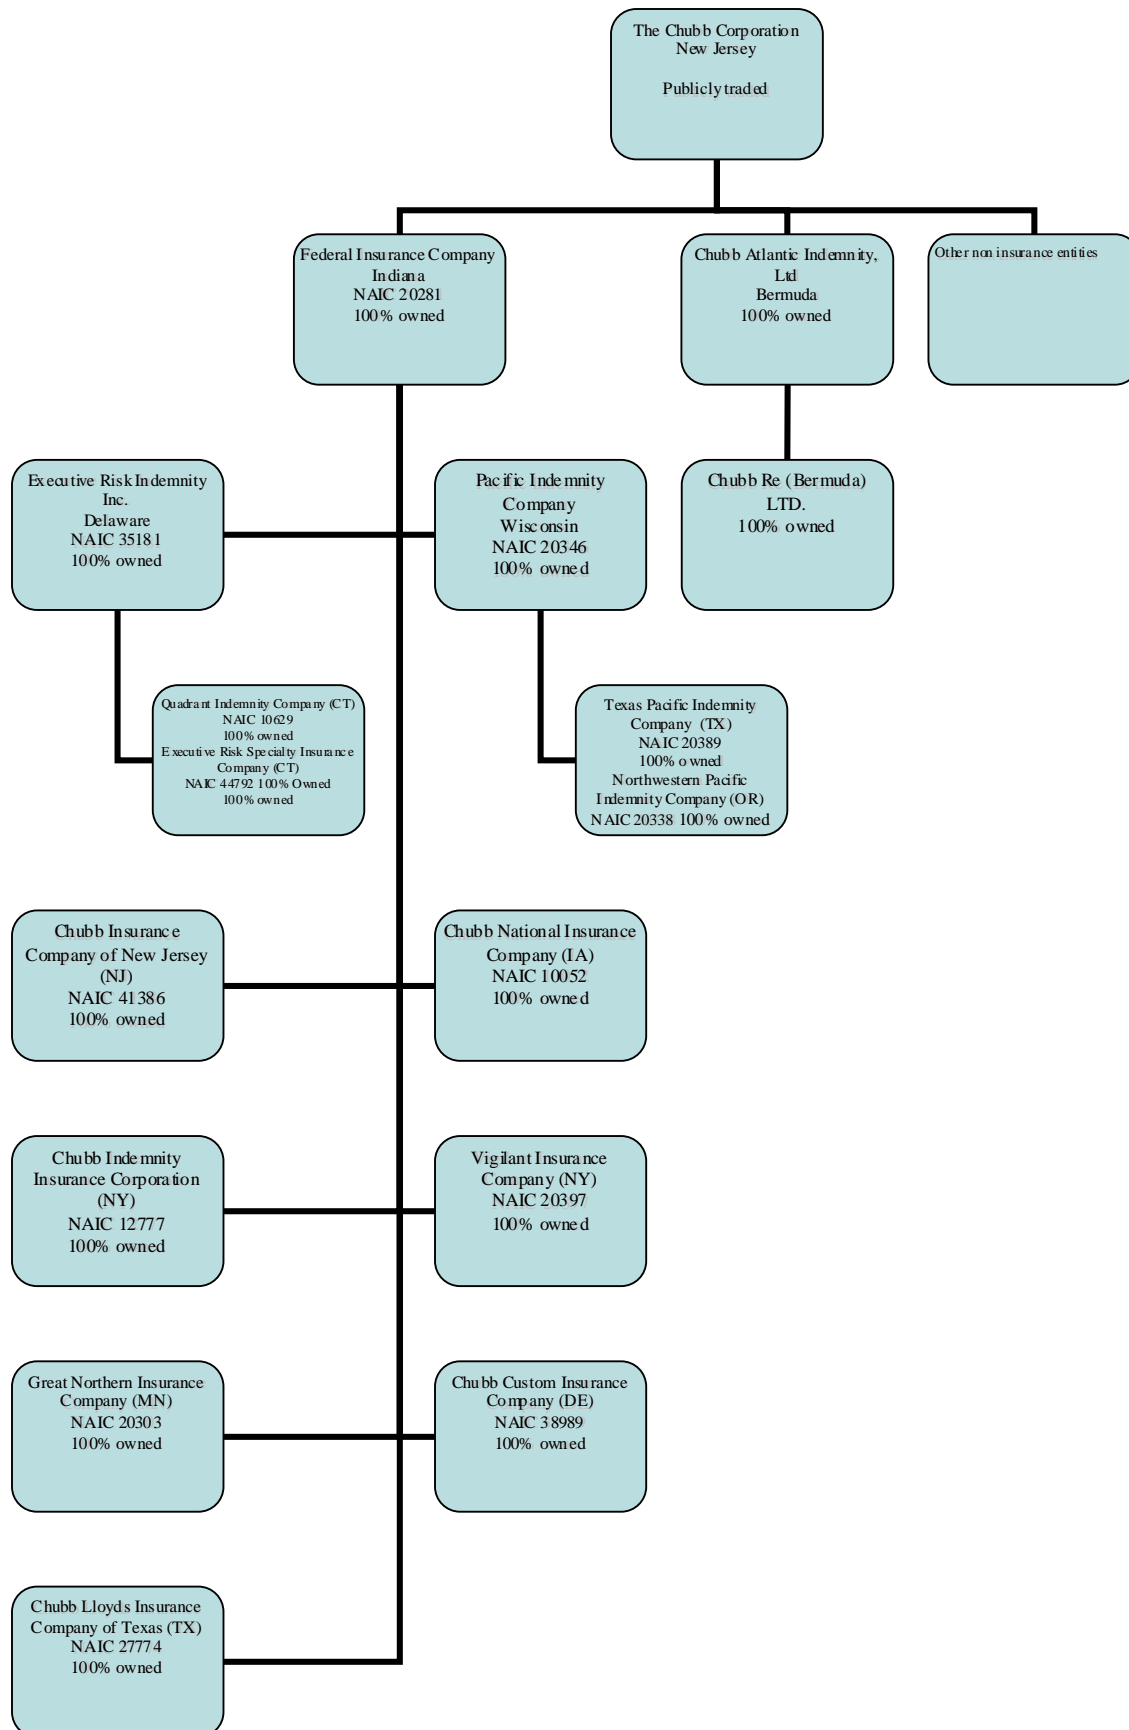 The Chubb Corporation
New Jersey
Publicly traded
Federal Insurance Company
Indiana
NAIC 20281
100% owned
Chubb Atlantic Indemnity,
Ltd
Bermuda
100% owned
Other non insurance entities
Executive Risk Indemnity
Inc.
Delaware
NAIC 35181
100% owned
Pacific Indemnity
Company
Wisconsin
NAIC 20346
100% owned
Chubb Re (Bermuda)
LTD.
100% owned
Quadrant Indemnity Company (CT)
NAIC 10629
100% owned
Executive Risk Specialty Insurance
Company (CT)
NAIC 44792 100% Owned
100% owned
Texas Pacific Indemnity
Company (TX)
NAIC 20389
100% owned
Northwestern Pacific
Indemnity Company (OR)
NAIC 20338 100% owned
Chubb Insurance
Company of New Jersey
(NJ)
NAIC 41386
100% owned
Chubb National Insurance
Company (IA)
NAIC 10052
100% owned
Chubb Indemnity
Insurance Corporation
(NY)
NAIC 12777
100% owned
Vigilant Insurance
Company (NY)
NAIC 20397
100% owned
Great Northern Insurance
Company (MN)
NAIC 20303
100% owned
Chubb Custom Insurance
Company (DE)
NAIC 38989
100% owned
Chubb Lloyds Insurance
Company of Texas (TX)
NAIC 27774
100% owned